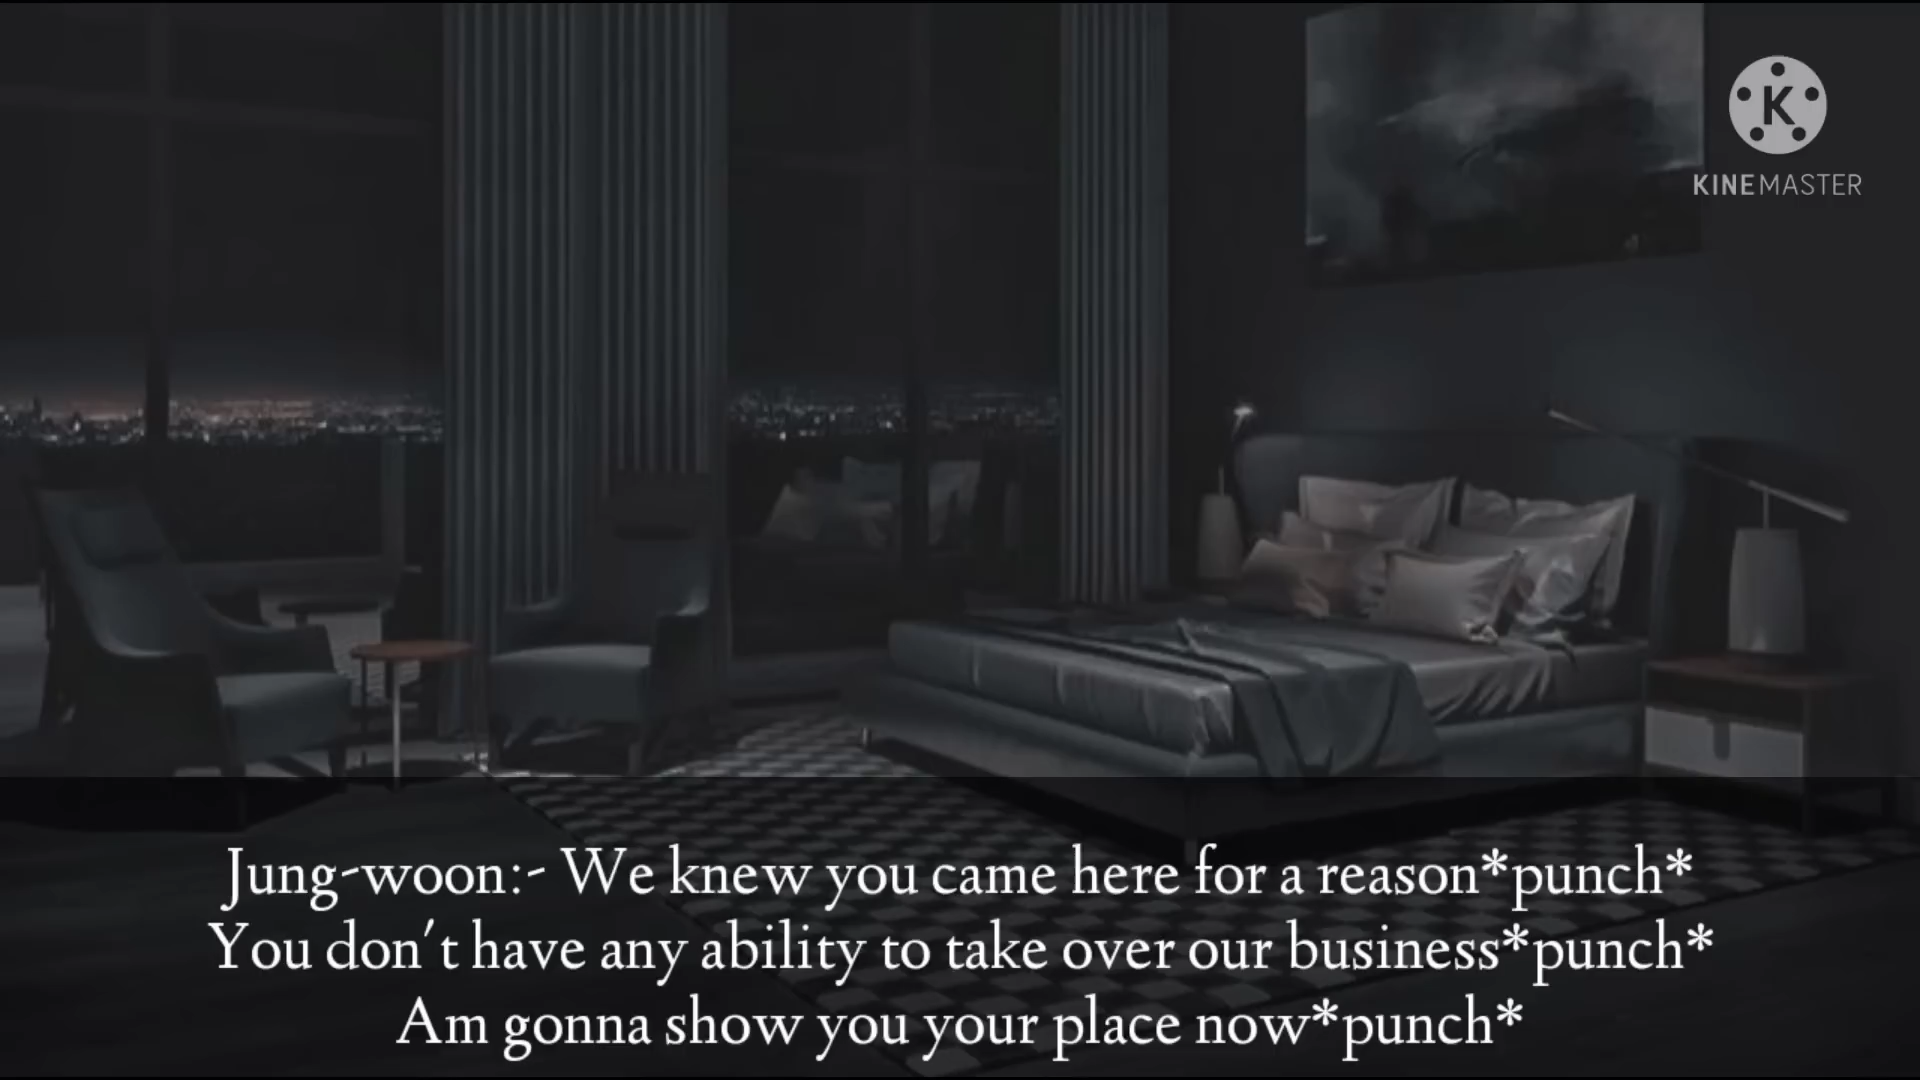 K
KINEMASTER
Jung-woon:- We knew you came here for a reason*punch*
You don't have any ability to take over our business*punch*
Am gonna show you your place now*punch*